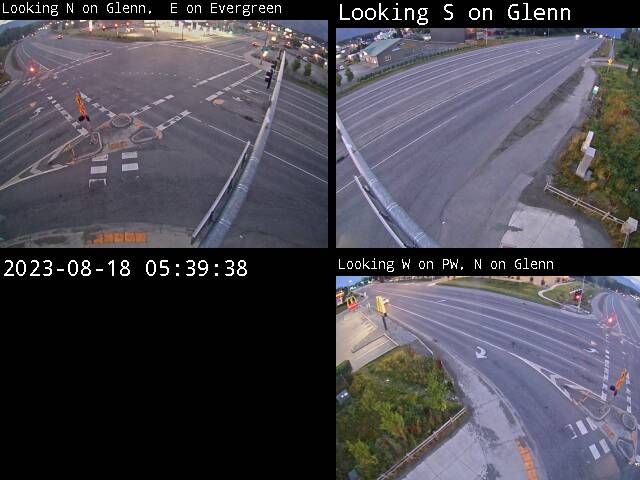 Looking N on Glenn,  E on Evergreen
Looking S on Glenn
2023-08-18 05:39:38
Looking W on PW, N on Glenn